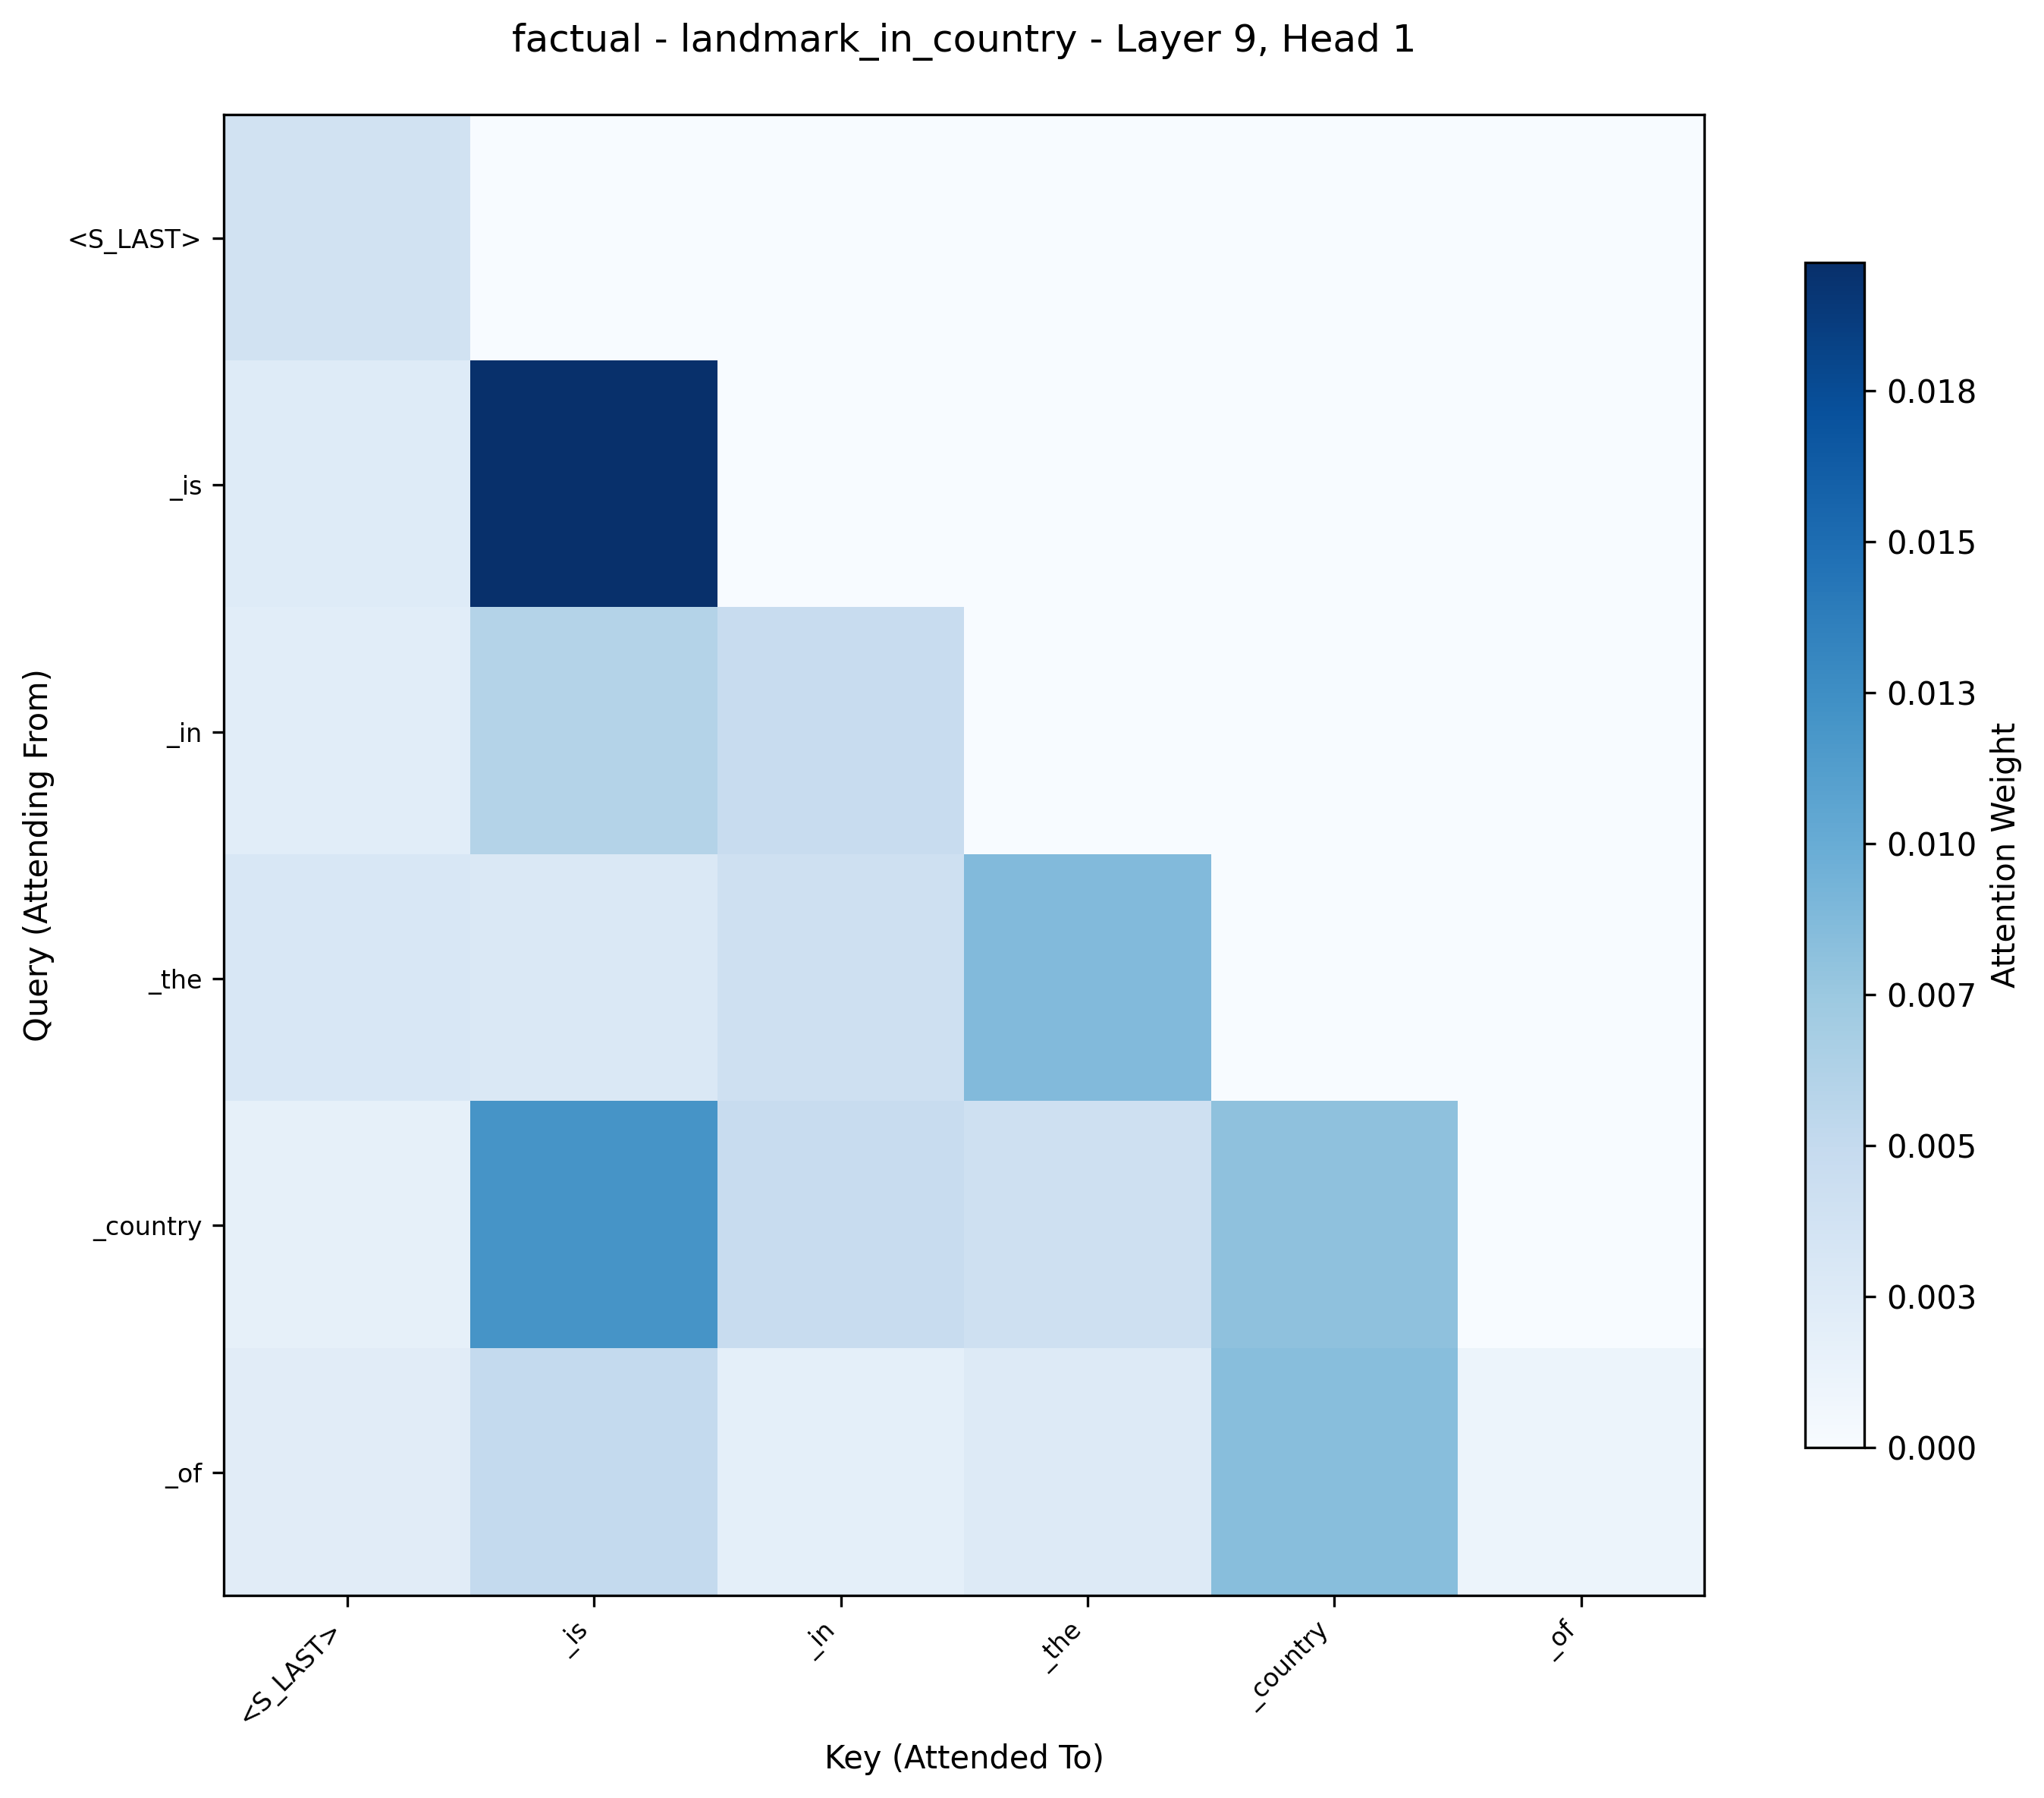 factual - landmark_in_country - Layer 9, Head 1
Query (Attending From)
<S_LAST>
_is
_in
_the
_country
_of
<S_LAST>
_is
_in
_the
_country
_of
Key (Attended To)
0.018
0.015
0.013
0.010
0.007
0.005
0.003
0.000
Attention Weight